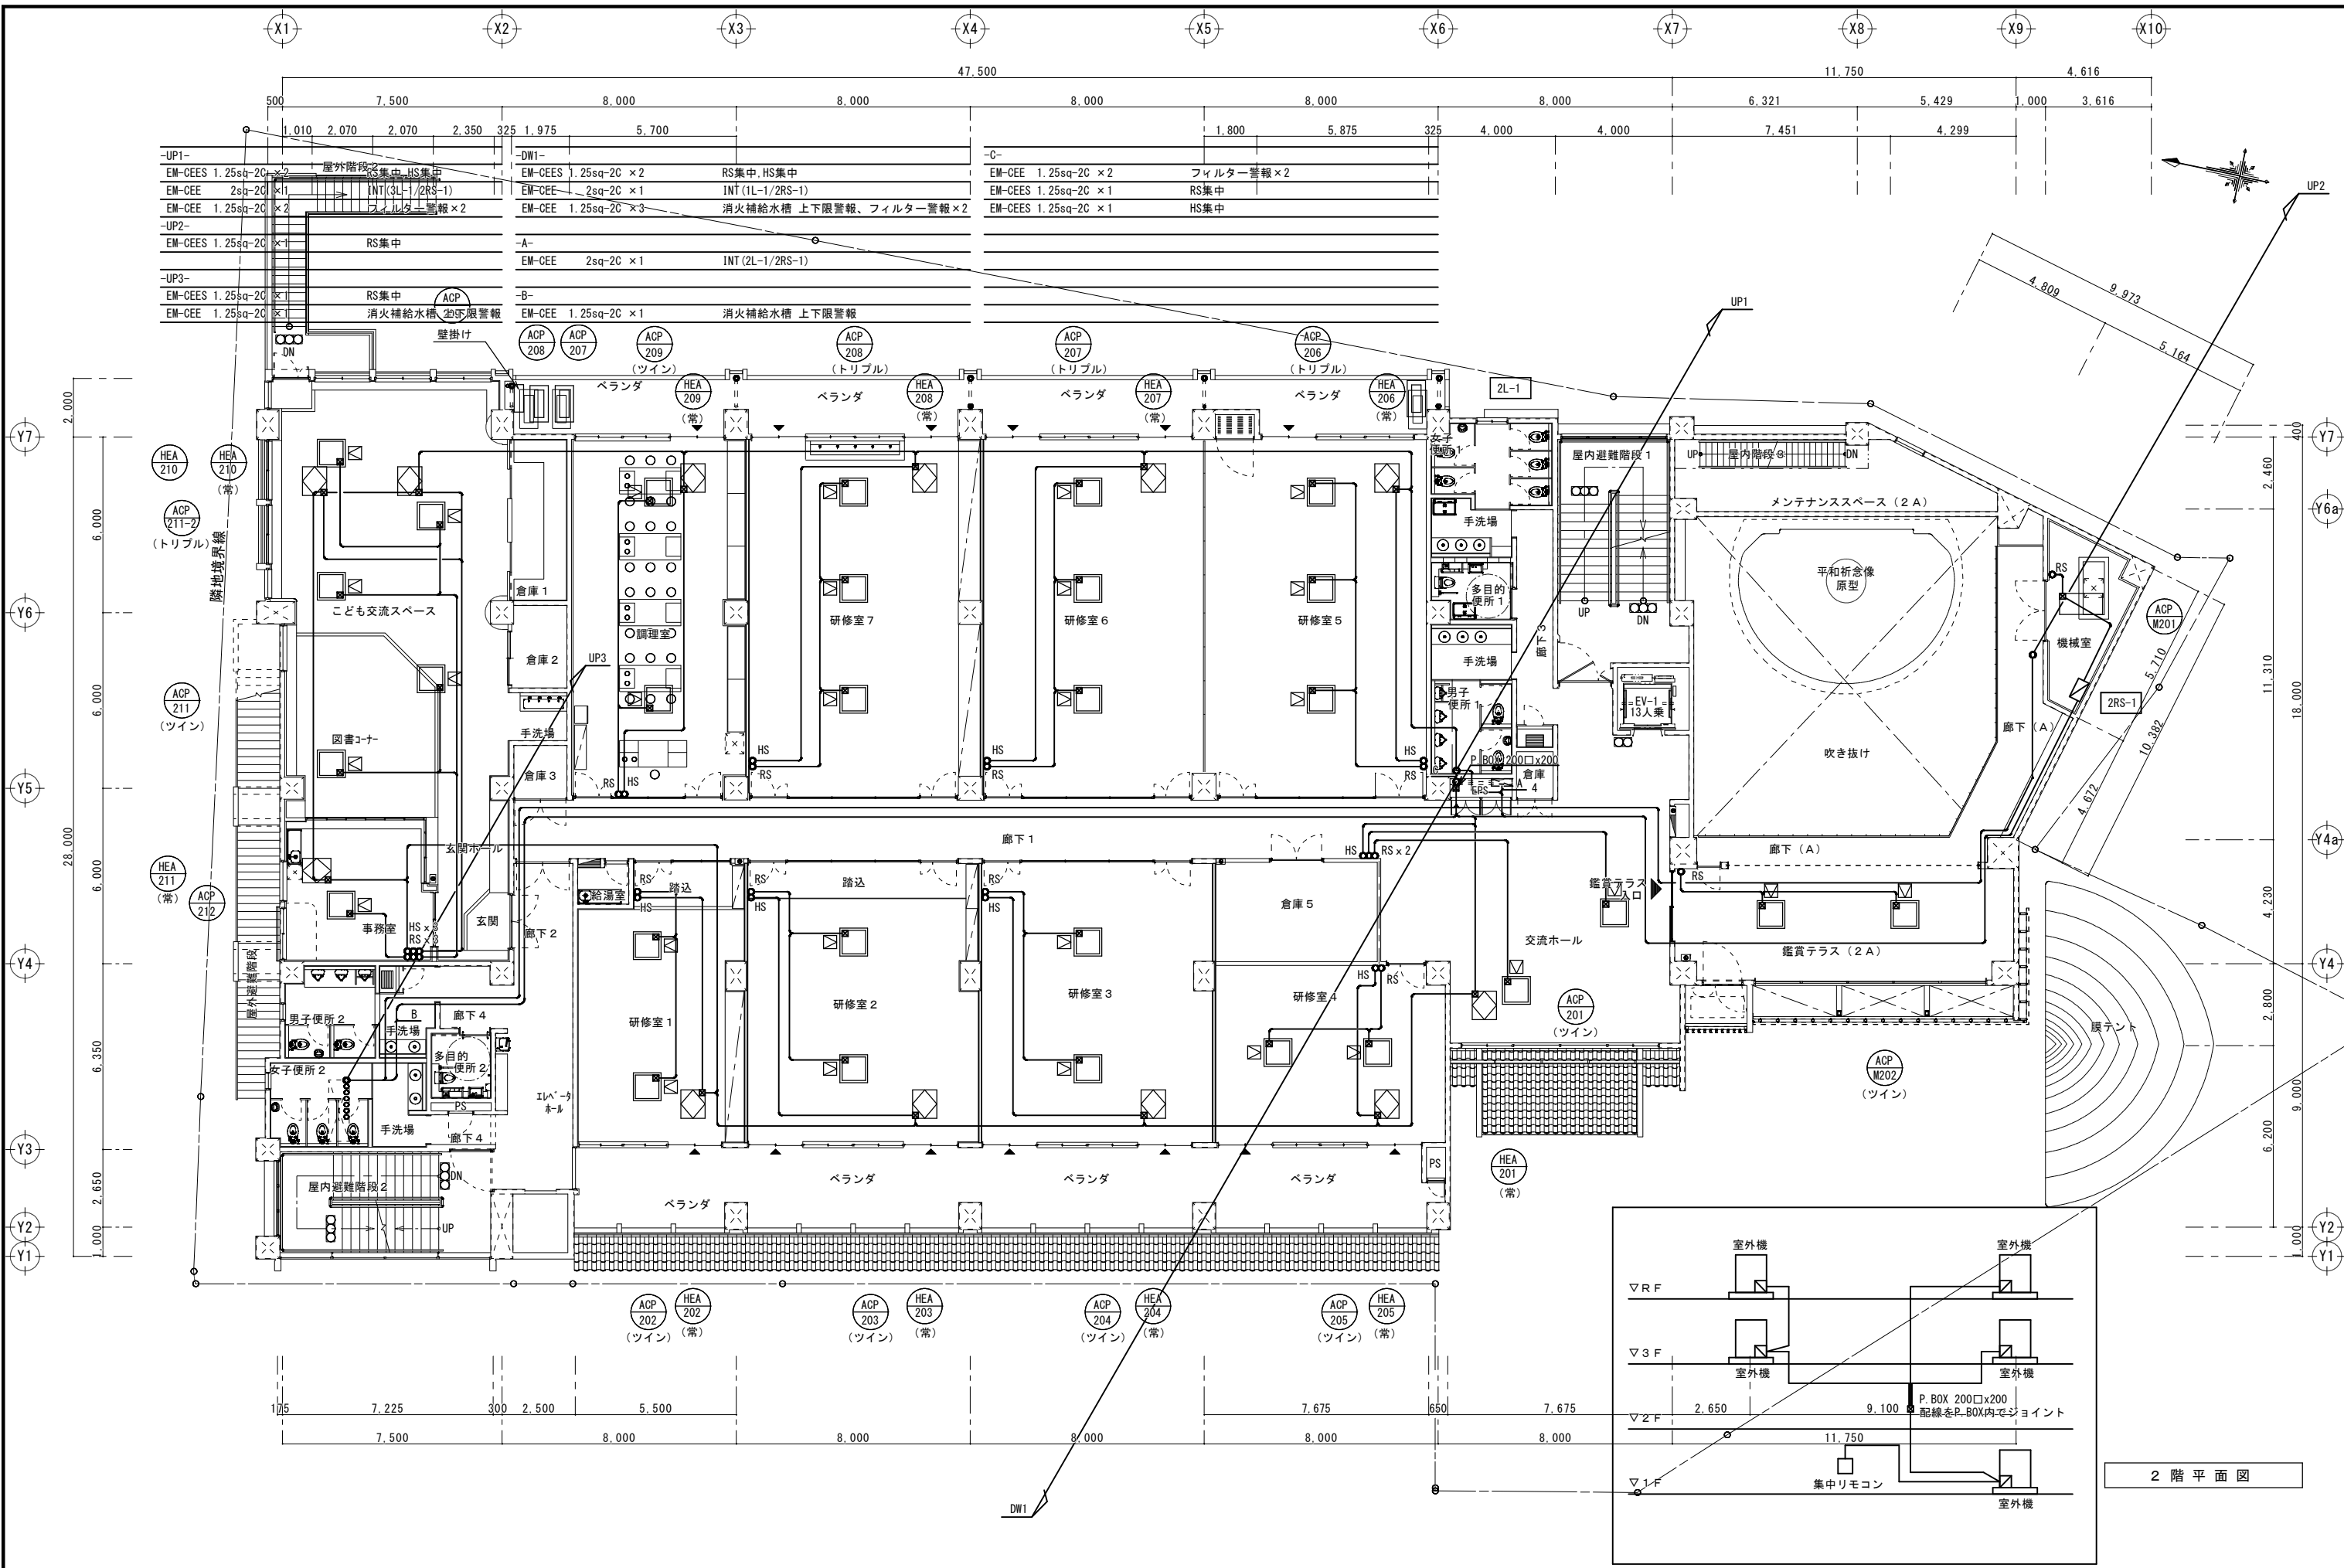 X1 X2 X3 X4 X5 X6 X7 X8 X9 X10
47,500 11,750 4,616
500 7,500 8,000 8,000 8,000 8,000 8,000 6,321 5,429 1,000 3,616
1,010 2,070 2,070 2,350 325 1,975 5,700 1,800 5,875 325 4,000 4,000 7,451 4,299
-UP1-
EM-CEES 1.25sq-2C ×2 RS集中,HS集中
EM-CEE 2sq-2C ×1 INT(3L-1/2RS-1)
EM-CEE 1.25sq-2C ×2 フィルター警報×2
-UP2-
EM-CEES 1.25sq-2C ×1 RS集中
-UP3-
EM-CEES 1.25sq-2C ×1 RS集中
EM-CEE 1.25sq-2C ×1 消火補給水槽 上下限警報
-DW1-
EM-CEES 1.25sq-2C ×2 RS集中,HS集中
EM-CEE 2sq-2C ×1 INT(1L-1/2RS-1)
EM-CEE 1.25sq-2C ×3 消火補給水槽 上下限警報、フィルター警報×2
-A-
EM-CEE 2sq-2C ×1 INT(2L-1/2RS-1)
-B-
EM-CEE 1.25sq-2C ×1 消火補給水槽 上下限警報
-C-
EM-CEE 1.25sq-2C ×2 フィルター警報×2
EM-CEES 1.25sq-2C ×1 RS集中
EM-CEES 1.25sq-2C ×1 HS集中
屋外階段2
UP2
UP1
4,809 9,973
5,164
ACP 209
壁掛け
DN
ACP 208
ACP 207
ACP 209 (ツイン)
ACP 208 (トリプル)
ACP 207 (トリプル)
ACP 206 (トリプル)
HEA 209 (常)
HEA 208 (常)
HEA 207 (常)
HEA 206 (常)
ベランダ ベランダ ベランダ ベランダ
2L-1
Y7 Y6 Y5 Y4 Y3 Y2 Y1
2,000 6,000 6,000 6,000 6,350 2,650 1,000
28,000
HEA 210
HEA 210 (常)
ACP 211-2 (トリプル)
隣地境界線
ACP 211 (ツイン)
HEA 211 (常)
ACP 212
こども交流スペース
図書コーナー
倉庫1
倉庫2
UP3
手洗場
倉庫3
調理室
研修室7
研修室6
研修室5
女子便所1
手洗場
多目的便所1
手洗場
男子便所1
屋内避難階段1
UP
DN
廊下3
EV-1
13人乗
P.BOX 200□x200
倉庫4
EPS
A
UP 屋内階段3 DN
メンテナンススペース(2A)
平和祈念像
原型
吹き抜け
機械室
RS
ACP M201
2RS-1
廊下(A)
5,710
10,382
4,672
RS HS
HS RS
HS RS
HS RS
廊下1
玄関ホール
玄関
廊下2
事務室
HS x 3
RS x 3
給湯室
踏込
踏込
RS HS
RS HS
RS HS
HS RS x 2
倉庫5
HS RS
交流ホール
鑑賞テラス
入口
RS
廊下(A)
鑑賞テラス(2A)
膜テント
屋外避難階段
男子便所2
B
手洗場
廊下4
多目的便所2
女子便所2
PS
手洗場
廊下4
エレベータホール
研修室1
研修室2
研修室3
研修室4
ACP 201 (ツイン)
ACP M202 (ツイン)
HEA 201 (常)
屋内避難階段2
DN
UP
PS
ベランダ ベランダ ベランダ ベランダ
ACP 202 (ツイン)
HEA 202 (常)
ACP 203 (ツイン)
HEA 203 (常)
ACP 204 (ツイン)
HEA 204 (常)
ACP 205 (ツイン)
HEA 205 (常)
Y7 Y6a Y4a Y4 Y2 Y1
400 2,460 11,310 4,230 2,800 6,200 1,000
18,000 9,000
175 7,225 300 2,500 5,500 7,675 650 7,675 2,650 9,100
7,500 8,000 8,000 8,000 8,000 8,000 11,750
DW1
室外機 室外機
▽RF
▽3F
室外機 室外機
P.BOX 200□x200
配線をP.BOX内でジョイント
▽2F
集中リモコン
▽1F
室外機
2階平面図